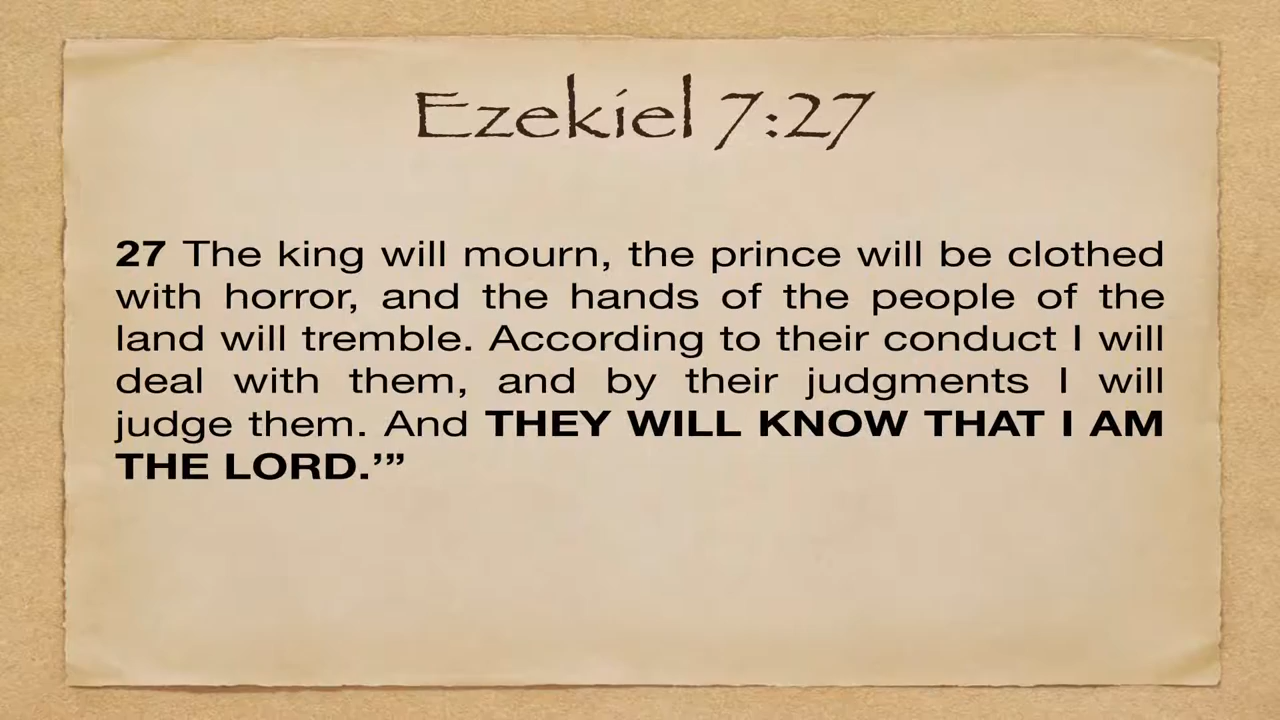 Ezekiel 7:27
27 The king will mourn, the prince will be clothed
with horror, and the hands of the people of the
land will tremble. According to their conduct I will
deal with them, and by their judgments I will
judge them. And THEY WILL KNOW THAT I AM
THE LORD.’”